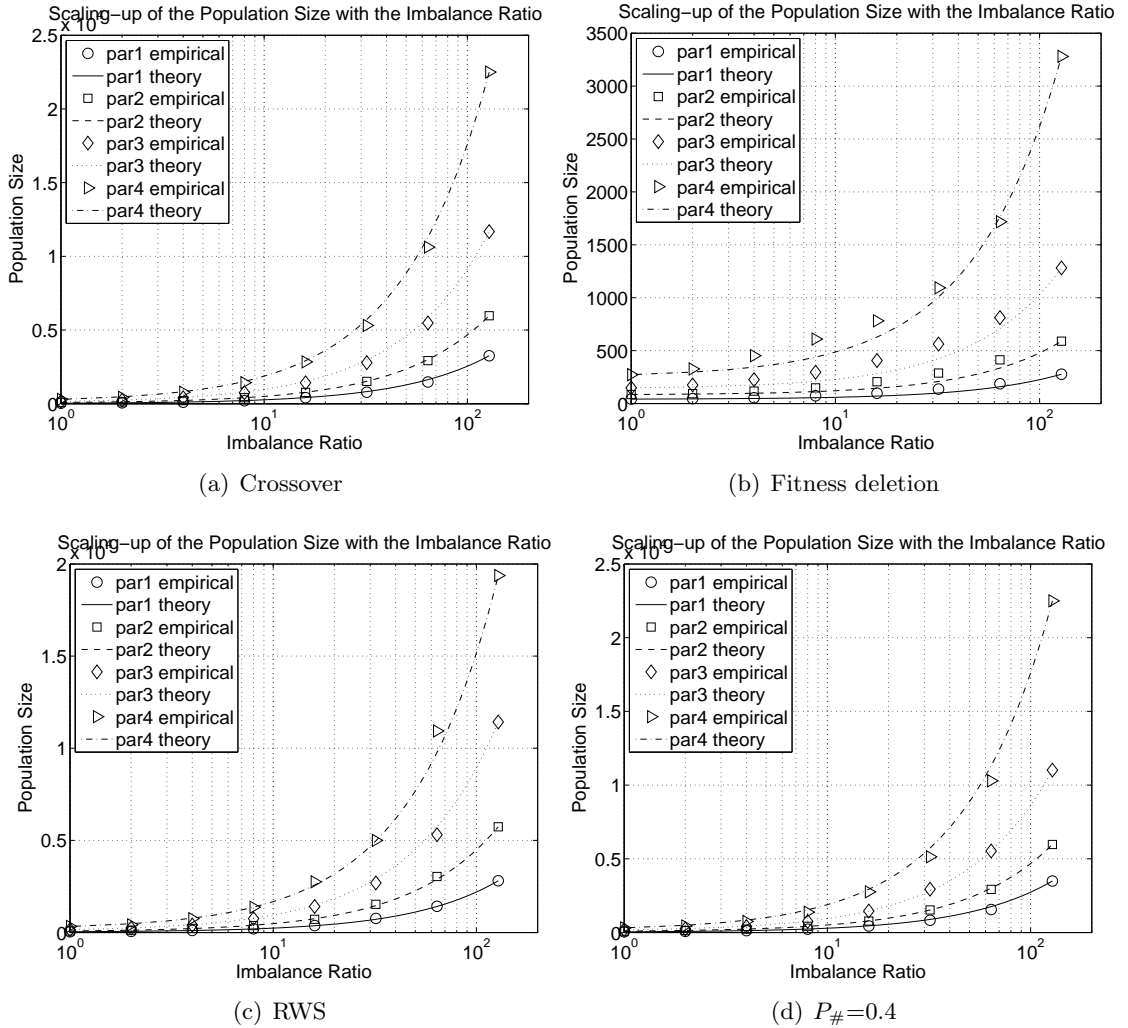 Scaling-up of the Population Size with the Imbalance Ratio
x 10^4
2.5
2
1.5
1
0.5
0
Population Size
par1 empirical
par1 theory
par2 empirical
par2 theory
par3 empirical
par3 theory
par4 empirical
par4 theory
10^0
10^1
10^2
Imbalance Ratio
(a) Crossover
Scaling-up of the Population Size with the Imbalance Ratio
3500
3000
2500
2000
1500
1000
500
0
Population Size
par1 empirical
par1 theory
par2 empirical
par2 theory
par3 empirical
par3 theory
par4 empirical
par4 theory
10^0
10^1
10^2
Imbalance Ratio
(b) Fitness deletion
Scaling-up of the Population Size with the Imbalance Ratio
x 10^4
2
1.5
1
0.5
0
Population Size
par1 empirical
par1 theory
par2 empirical
par2 theory
par3 empirical
par3 theory
par4 empirical
par4 theory
10^0
10^1
10^2
Imbalance Ratio
(c) RWS
Scaling-up of the Population Size with the Imbalance Ratio
x 10^4
2.5
2
1.5
1
0.5
0
Population Size
par1 empirical
par1 theory
par2 empirical
par2 theory
par3 empirical
par3 theory
par4 empirical
par4 theory
10^0
10^1
10^2
Imbalance Ratio
(d) P_#=0.4